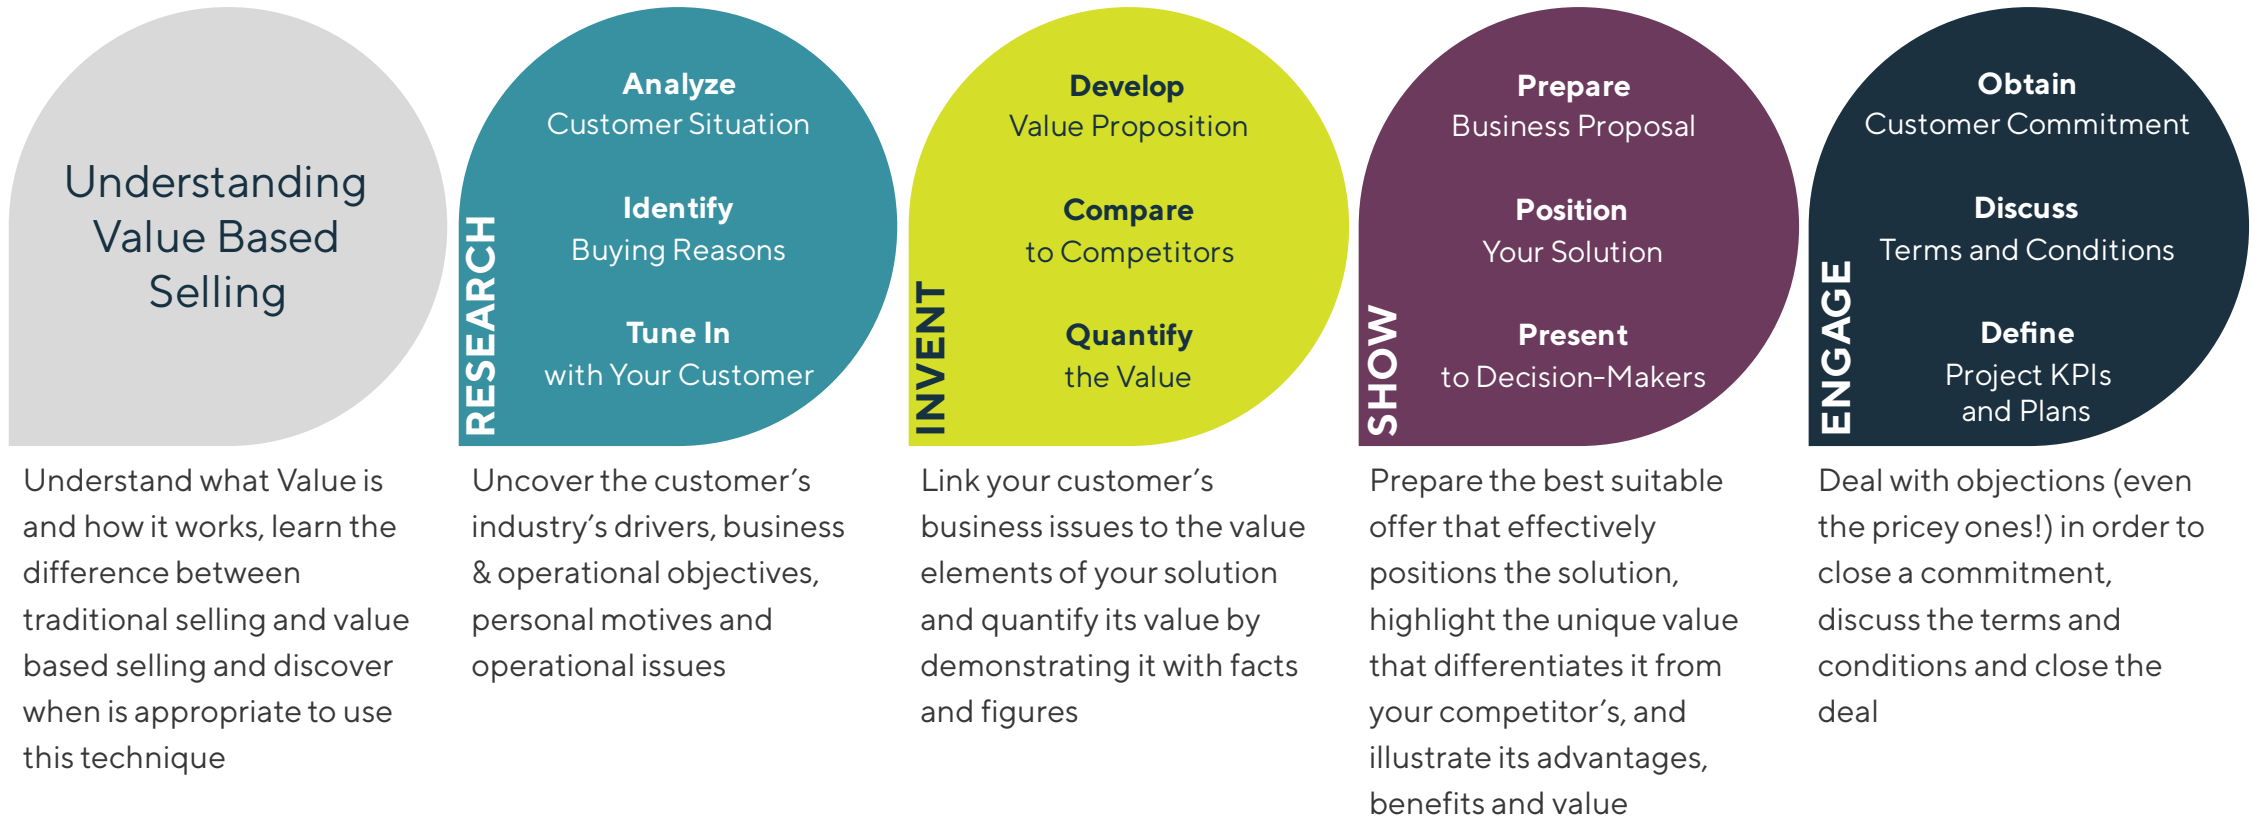 Understanding
Value Based
Selling
Understand what Value is
and how it works, learn the
difference between
traditional selling and value
based selling and discover
when is appropriate to use
this technique
RESEARCH
Analyze
Customer Situation
Identify
Buying Reasons
Tune In
with Your Customer
Uncover the customer’s
industry’s drivers, business
& operational objectives,
personal motives and
operational issues
INVENT
Develop
Value Proposition
Compare
to Competitors
Quantify
the Value
Link your customer’s
business issues to the value
elements of your solution
and quantify its value by
demonstrating it with facts
and figures
SHOW
Prepare
Business Proposal
Position
Your Solution
Present
to Decision-Makers
Prepare the best suitable
offer that effectively
positions the solution,
highlight the unique value
that differentiates it from
your competitor’s, and
illustrate its advantages,
benefits and value
ENGAGE
Obtain
Customer Commitment
Discuss
Terms and Conditions
Define
Project KPIs
and Plans
Deal with objections (even
the pricey ones!) in order to
close a commitment,
discuss the terms and
conditions and close the
deal